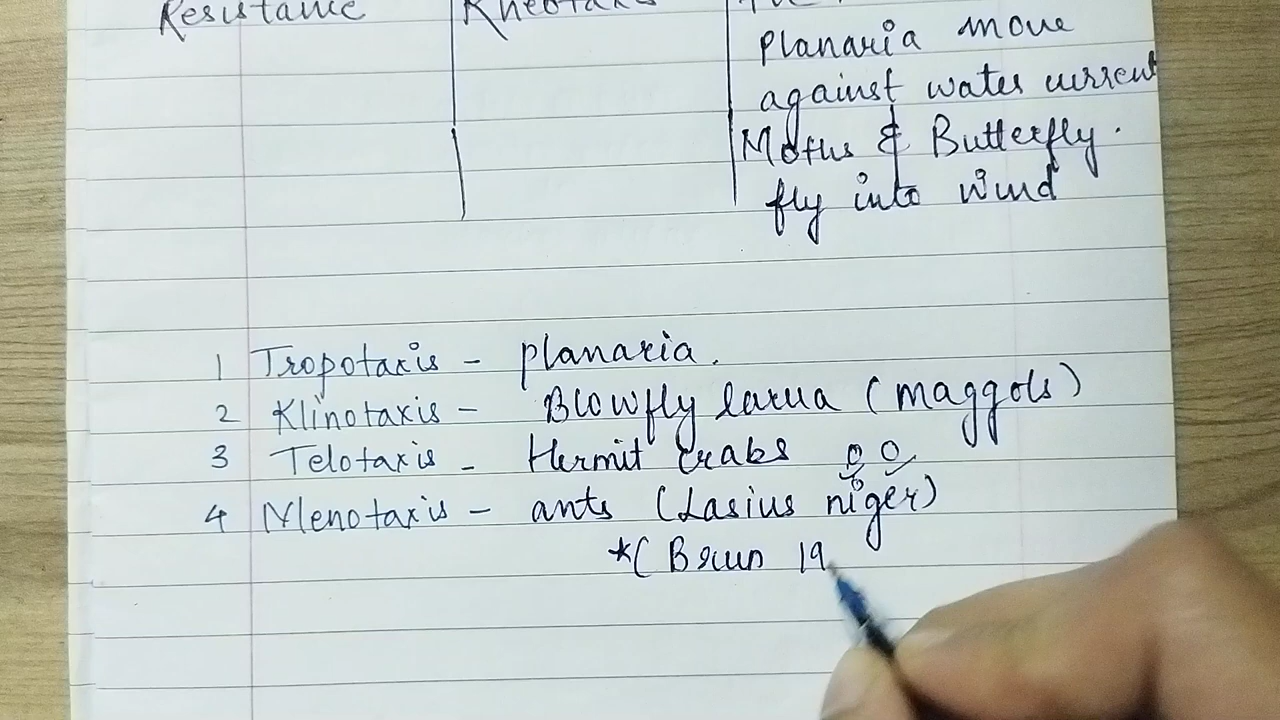 Resistance Rheotaxis
Planaria move
against water current
Moths & Butterfly.
fly into wind
1 Tropotaxis - planaria.
2 Klinotaxis - Blowfly larva (maggots)
3 Telotaxis - Hermit crabs
4 Menotaxis - ants (Lasius niger)
*( Brun 19